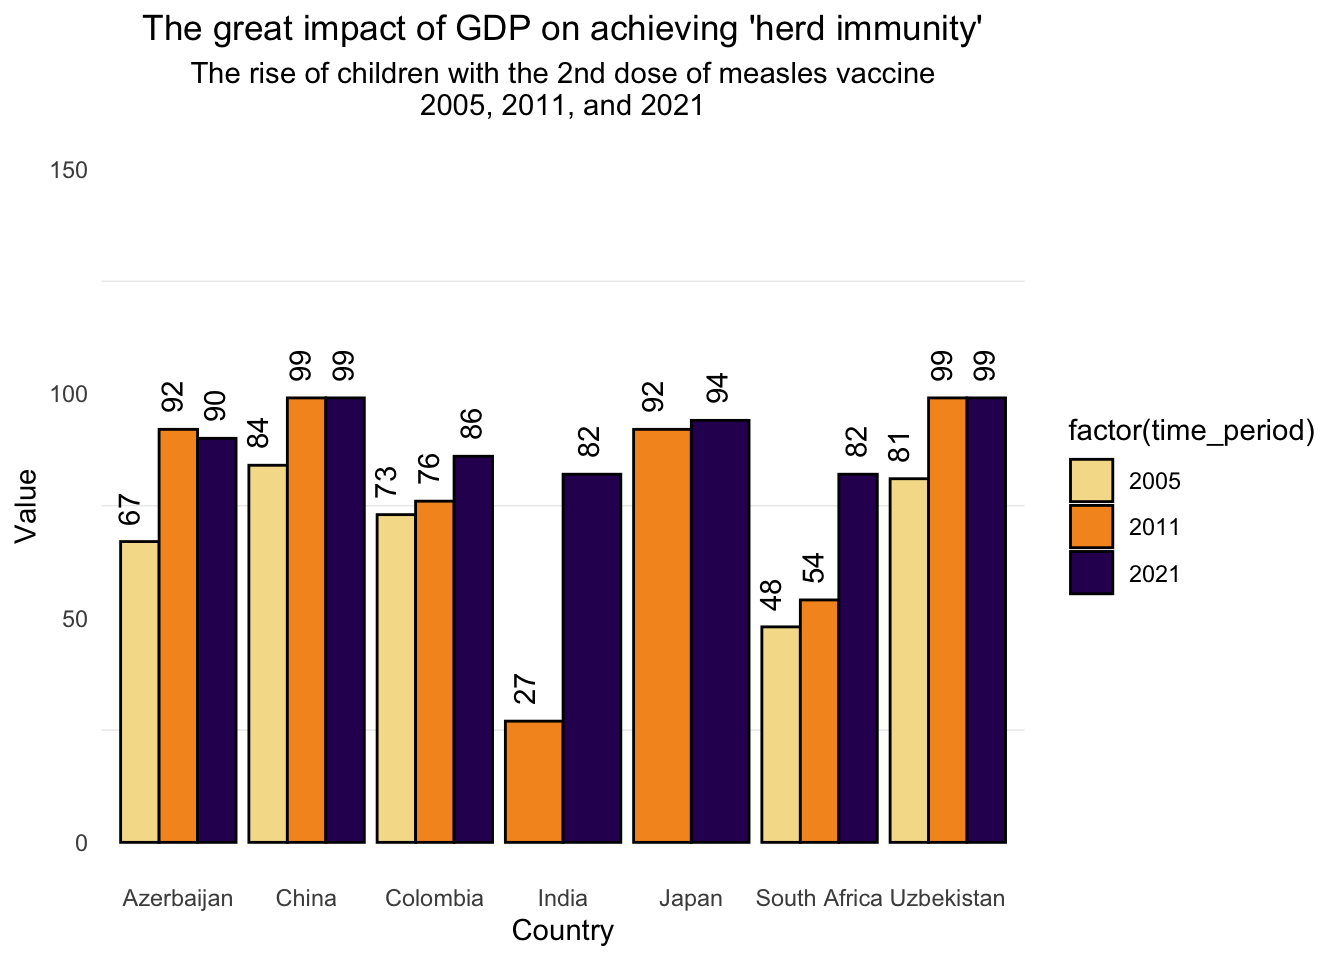 The great impact of GDP on achieving 'herd immunity'
The rise of children with the 2nd dose of measles vaccine
2005, 2011, and 2021
150
100
50
0
Value
67
92
90
84
99
99
73
76
86
27
82
92
94
48
54
82
81
99
99
Azerbaijan
China
Colombia
India
Japan
South Africa
Uzbekistan
Country
factor(time_period)
2005
2011
2021